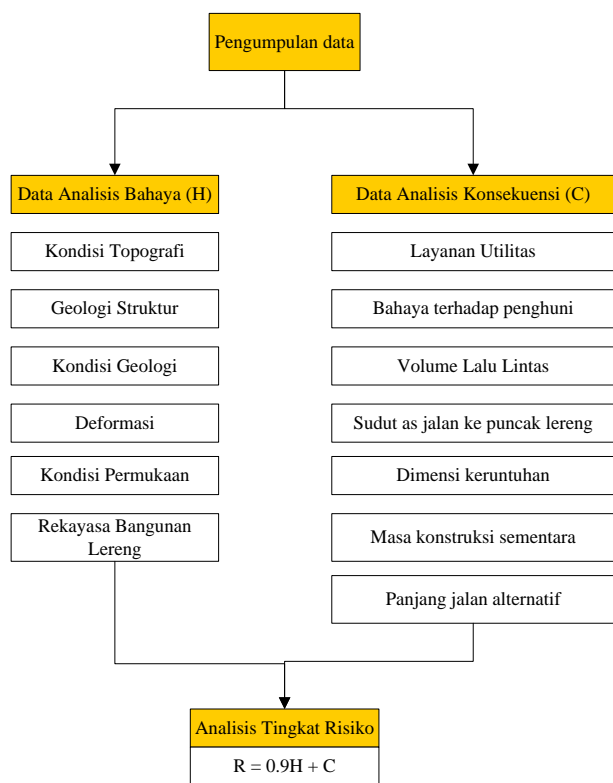 Pengumpulan data
Data Analisis Bahaya (H)
Kondisi Topografi
Geologi Struktur
Kondisi Geologi
Deformasi
Kondisi Permukaan
Rekayasa Bangunan
Lereng
Data Analisis Konsekuensi (C)
Layanan Utilitas
Bahaya terhadap penghuni
Volume Lalu Lintas
Sudut as jalan ke puncak lereng
Dimensi keruntuhan
Masa konstruksi sementara
Panjang jalan alternatif
Analisis Tingkat Risiko
R = 0.9H + C